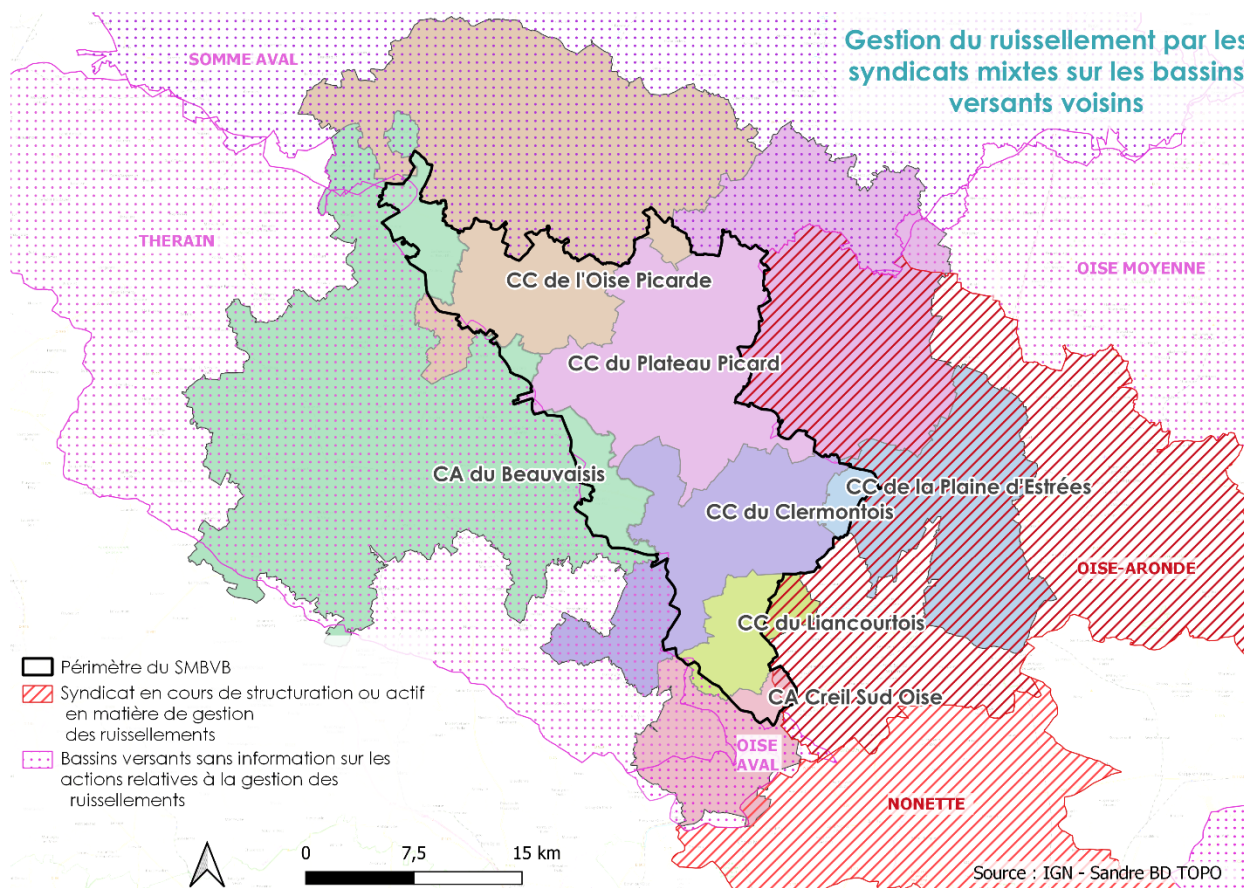 Gestion du ruissellement par les
syndicats mixtes sur les bassins
versants voisins
SOMME AVAL
THERAIN
OISE MOYENNE
CC de l'Oise Picarde
CC du Plateau Picard
CA du Beauvaisis
CC de la Plaine d'Estrées
CC du Clermontois
OISE-ARONDE
CC du Liancourtois
CA Creil Sud Oise
OISE
AVAL
NONETTE
Périmètre du SMBVB
Syndicat en cours de structuration ou actif
en matière de gestion
des ruissellements
Bassins versants sans information sur les
actions relatives à la gestion des
ruissellements
0 7,5 15 km
Source : IGN - Sandre BD TOPO